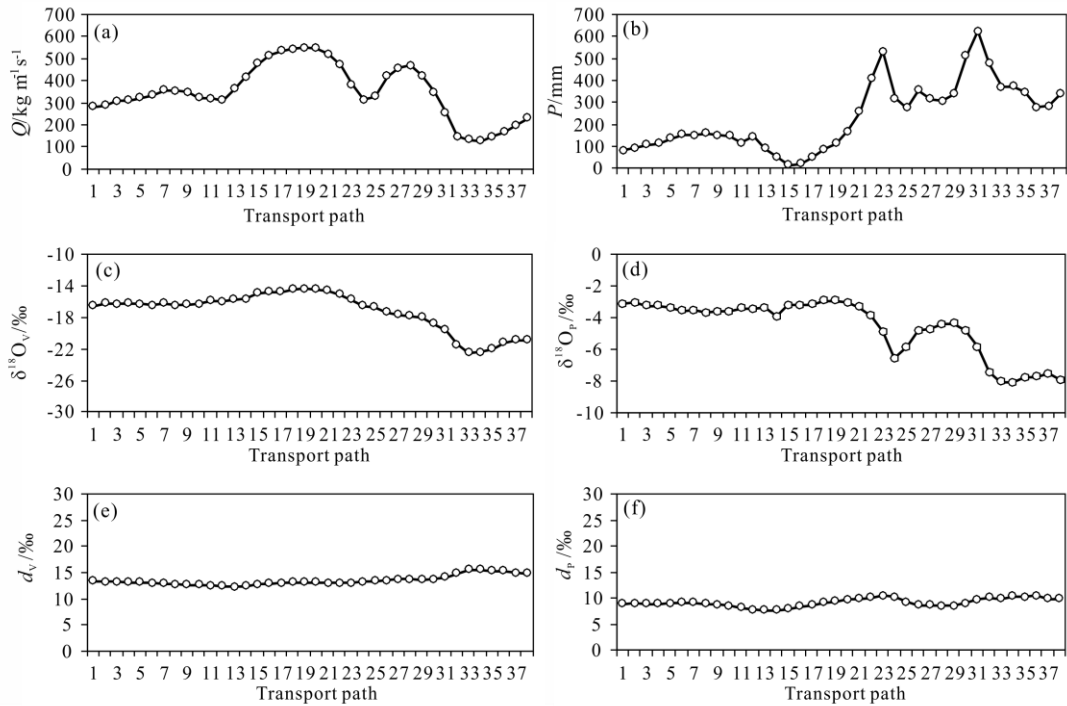 (a)
Q/kg m⁻¹s⁻¹
700
600
500
400
300
200
100
0
1 3 5 7 9 11 13 15 17 19 21 23 25 27 29 31 33 35 37
Transport path
(b)
P/mm
700
600
500
400
300
200
100
0
1 3 5 7 9 11 13 15 17 19 21 23 25 27 29 31 33 35 37
Transport path
(c)
δ¹⁸Oᵥ/‰
-10
-14
-18
-22
-26
-30
1 3 5 7 9 11 13 15 17 19 21 23 25 27 29 31 33 35 37
Transport path
(d)
δ¹⁸Oₚ/‰
0
-2
-4
-6
-8
-10
1 3 5 7 9 11 13 15 17 19 21 23 25 27 29 31 33 35 37
Transport path
(e)
dᵥ/‰
30
25
20
15
10
5
0
1 3 5 7 9 11 13 15 17 19 21 23 25 27 29 31 33 35 37
Transport path
(f)
dₚ/‰
30
25
20
15
10
5
0
1 3 5 7 9 11 13 15 17 19 21 23 25 27 29 31 33 35 37
Transport path